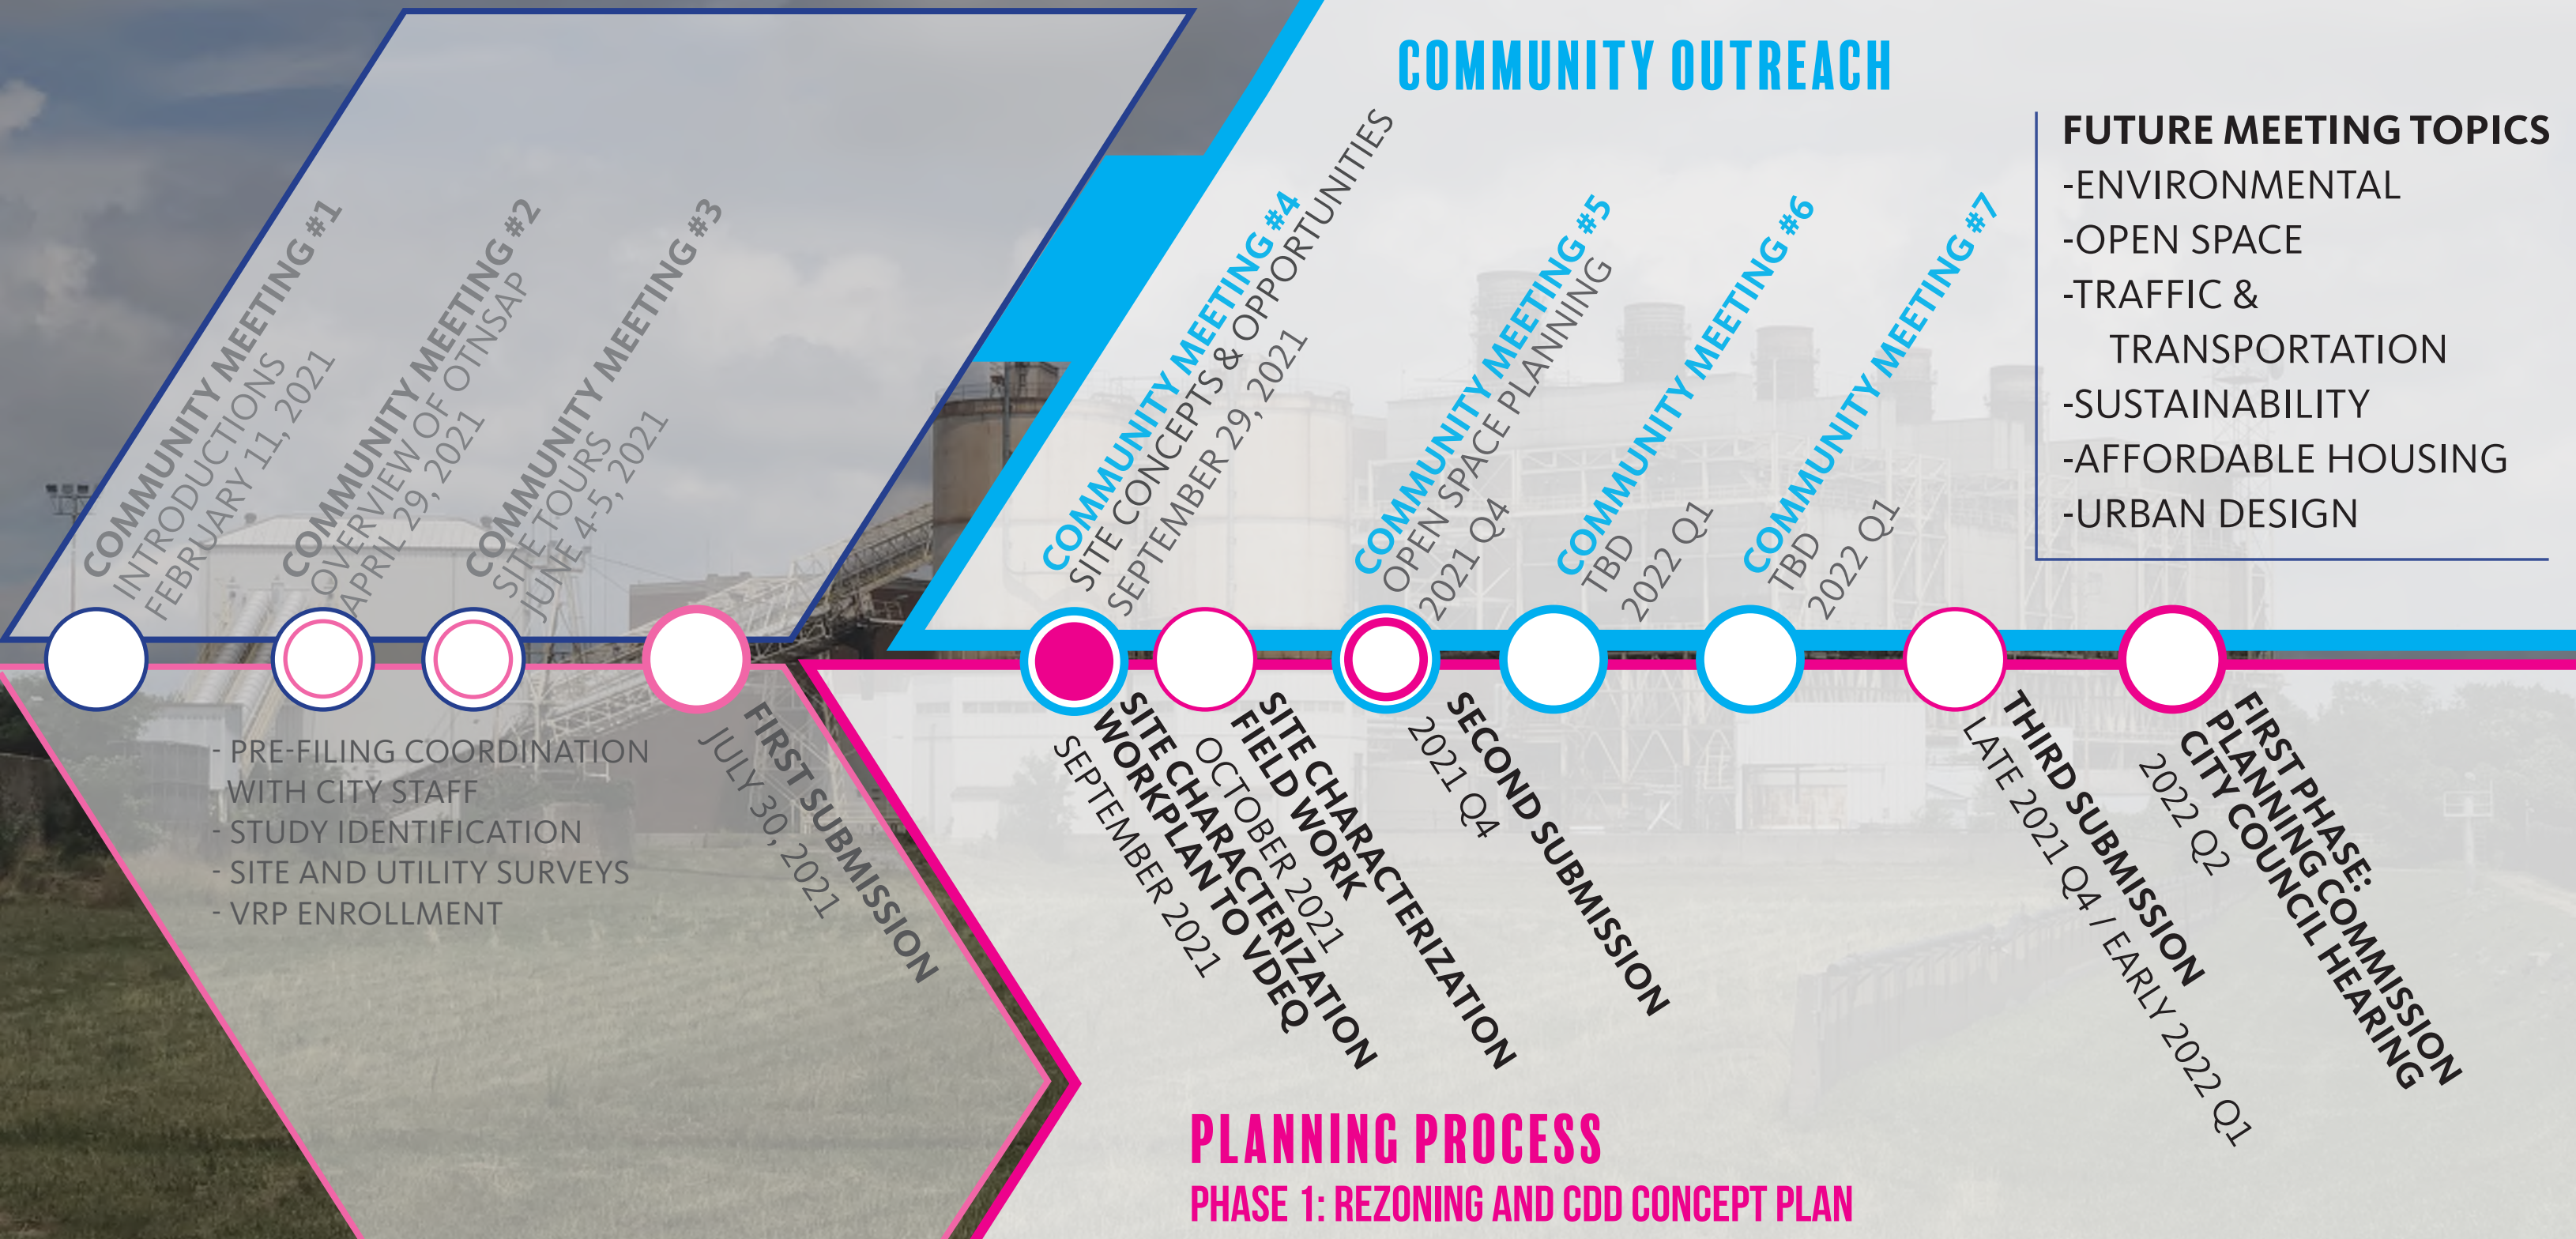 COMMUNITY OUTREACH
COMMUNITY MEETING #1
INTRODUCTIONS
FEBRUARY 11, 2021
COMMUNITY MEETING #2
OVERVIEW OF OTNSAP
APRIL 29, 2021
COMMUNITY MEETING #3
SITE TOURS
JUNE 4-5, 2021
COMMUNITY MEETING #4
SITE CONCEPTS & OPPORTUNITIES
SEPTEMBER 29, 2021
COMMUNITY MEETING #5
OPEN SPACE PLANNING
2021 Q4
COMMUNITY MEETING #6
TBD
2022 Q1
COMMUNITY MEETING #7
TBD
2022 Q1
FUTURE MEETING TOPICS
-ENVIRONMENTAL
-OPEN SPACE
-TRAFFIC &
TRANSPORTATION
-SUSTAINABILITY
-AFFORDABLE HOUSING
-URBAN DESIGN
- PRE-FILING COORDINATION
WITH CITY STAFF
- STUDY IDENTIFICATION
- SITE AND UTILITY SURVEYS
- VRP ENROLLMENT
FIRST SUBMISSION
JULY 30, 2021
SITE CHARACTERIZATION
WORKPLAN TO VDEQ
SEPTEMBER 2021
SITE CHARACTERIZATION
FIELD WORK
OCTOBER 2021
SECOND SUBMISSION
2021 Q4
THIRD SUBMISSION
LATE 2021 Q4 / EARLY 2022 Q1
FIRST PHASE:
PLANNING COMMISSION
CITY COUNCIL HEARING
2022 Q2
PLANNING PROCESS
PHASE 1: REZONING AND CDD CONCEPT PLAN